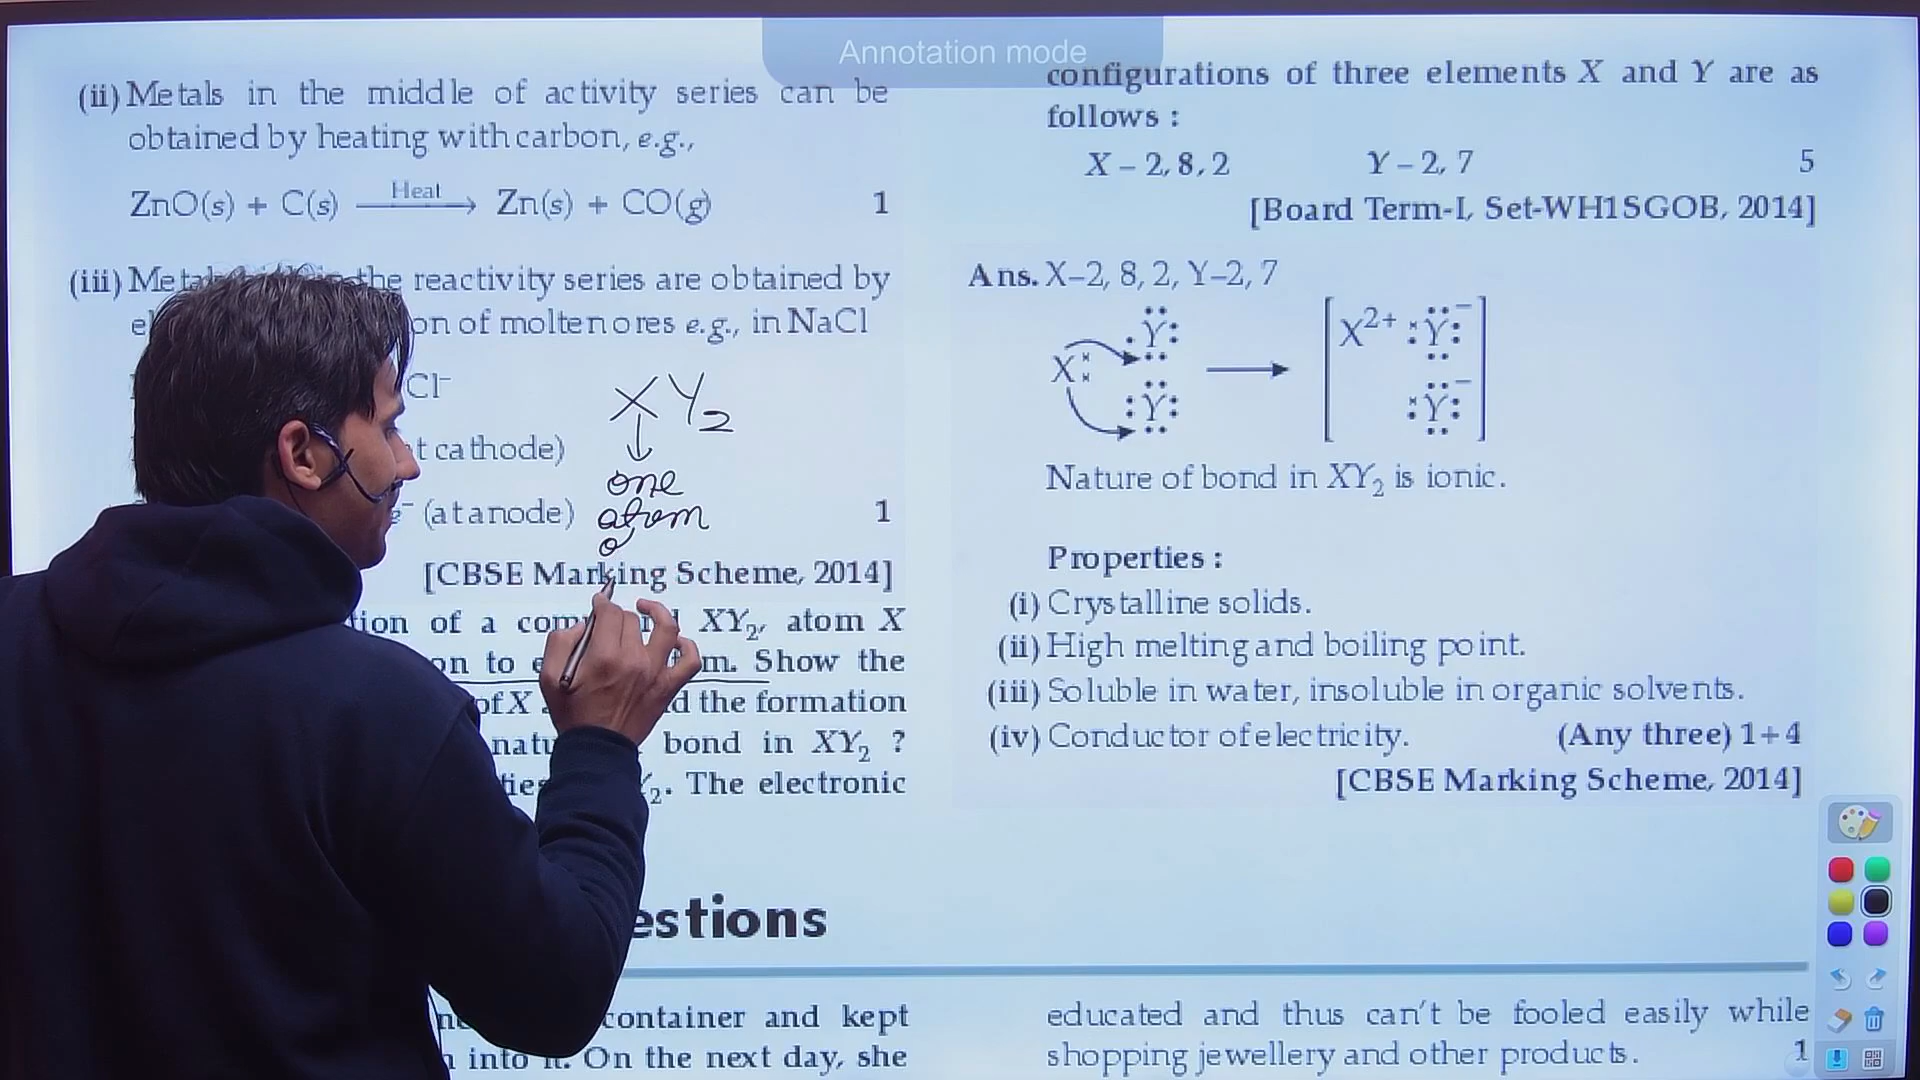 Annotation mode
(ii) Metals in the middle of activity series can be
obtained by heating with carbon, e.g.,
ZnO(s) + C(s) Heat → Zn(s) + CO(g) 1
(iii) the reactivity series are obtained by
on of molten ores e.g., in NaCl
Cl⁻
t cathode)
e⁻ (at anode) 1
[CBSE Marking Scheme, 2014]
XY₂
↓
one
atom
o
tion of a XY₂, atom X
on to m. Show the
of X d the formation
natu bond in XY₂ ?
ties Y₂. The electronic
configurations of three elements X and Y are as
follows :
X – 2, 8, 2 Y – 2, 7 5
[Board Term-I, Set-WH1SGOB, 2014]
Ans. X–2, 8, 2, Y–2, 7
X Y Y → [X²⁺ Y⁻ Y⁻]
Nature of bond in XY₂ is ionic.
Properties :
(i) Crystalline solids.
(ii) High melting and boiling point.
(iii) Soluble in water, insoluble in organic solvents.
(iv) Conductor of electricity. (Any three) 1+4
[CBSE Marking Scheme, 2014]
estions
container and kept
into it. On the next day, she
educated and thus can't be fooled easily while
shopping jewellery and other products. 1